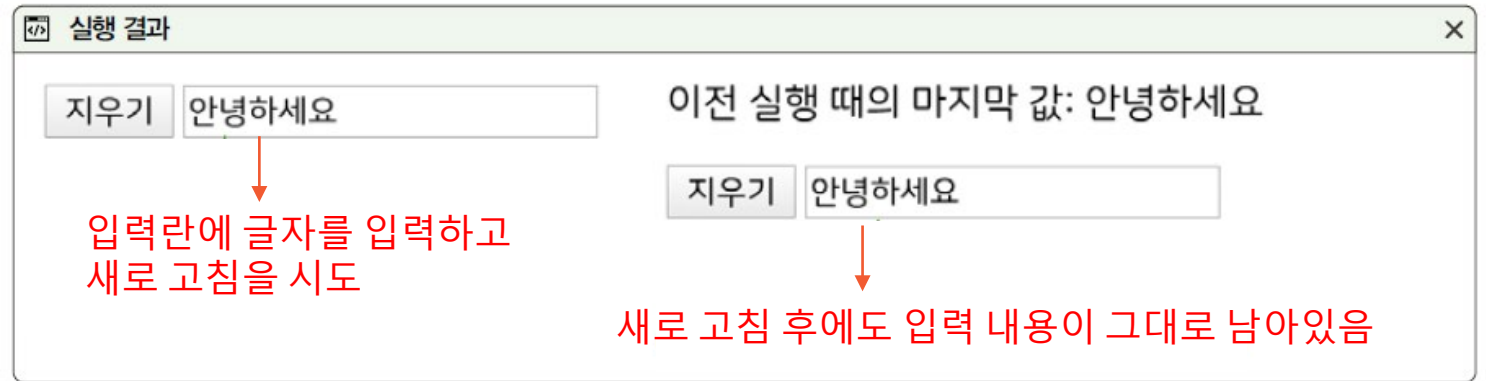 실행 결과
지우기 안녕하세요
입력란에 글자를 입력하고
새로 고침을 시도
이전 실행 때의 마지막 값: 안녕하세요
지우기 안녕하세요
새로 고침 후에도 입력 내용이 그대로 남아있음